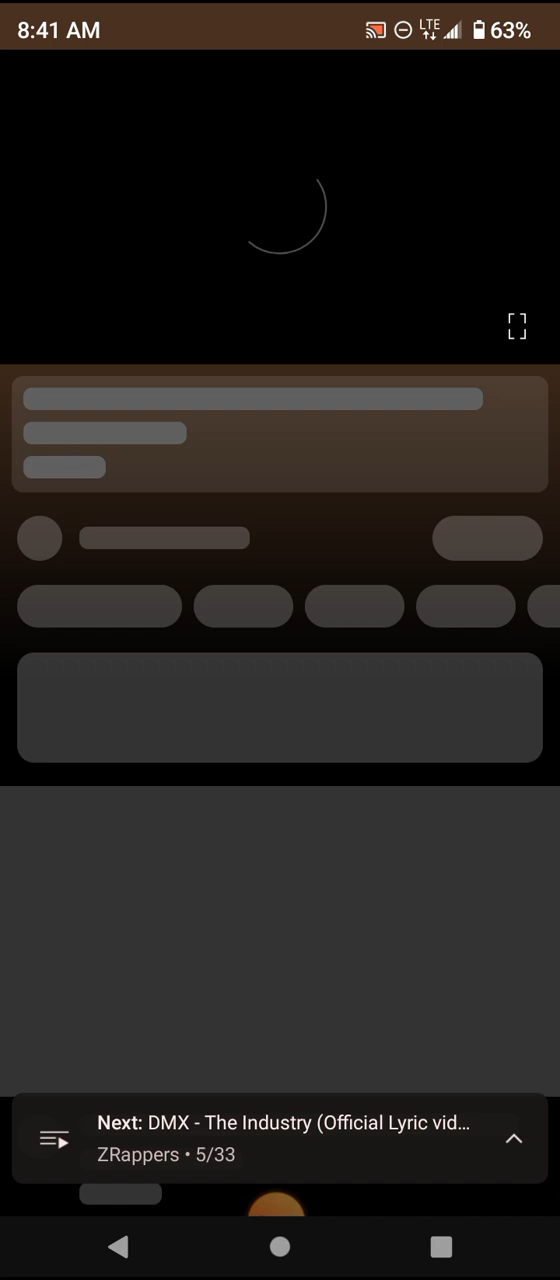 8:41 AM LTE 63%
Next: DMX - The Industry (Official Lyric vid...
ZRappers • 5/33